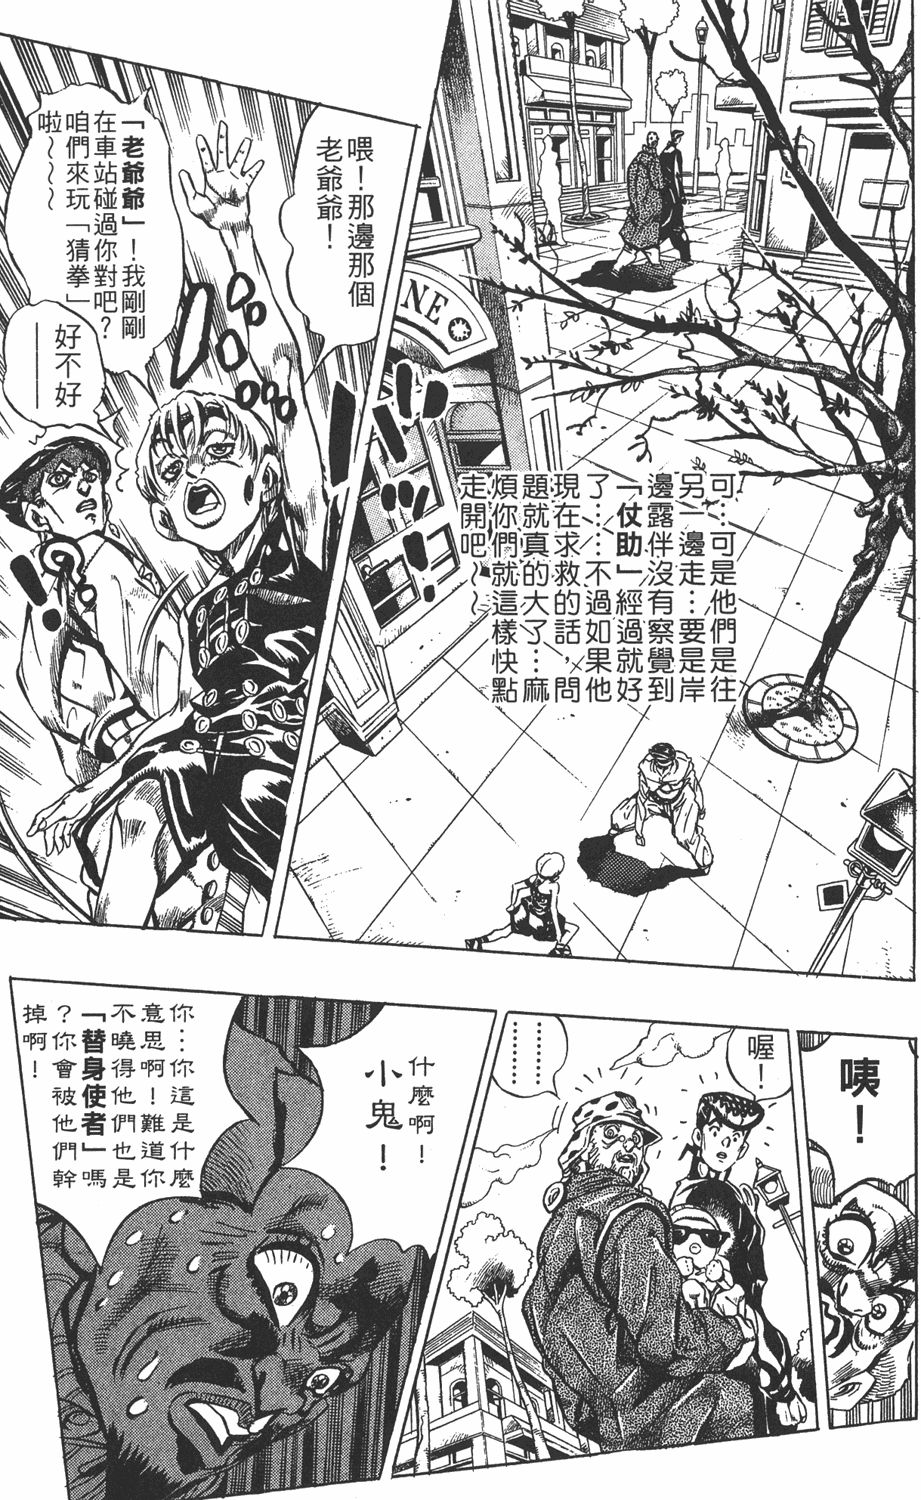 可…可是他們是往
另一邊走…要是岸
邊露伴沒有察覺到
「仗助」經過就好
了……不過如果他
現在求救的話，問
題就真的大了…麻
煩你們就這樣快點
走開吧～
NE
喂！那邊那個
老爺爺！
「老爺爺」！我剛剛
在車站碰過你對吧？
咱們來玩「猜拳」
啦～～～
好不好
——
咦！
喔！
……
……
什麼啊！
小鬼！
你…你這是什麼
意思啊！難道你
不曉得他們也是
「替身使者」嗎
？你會被他們幹
掉啊！